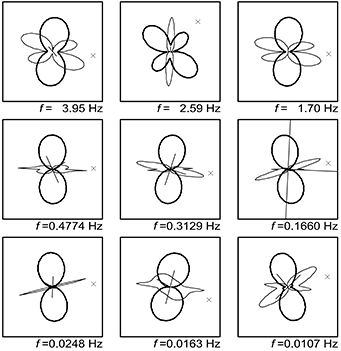 f = 3.95 Hz f = 2.59 Hz f = 1.70 Hz
f=0.4774 Hz f=0.3129 Hz f=0.1660 Hz
f=0.0248 Hz f=0.0163 Hz f=0.0107 Hz